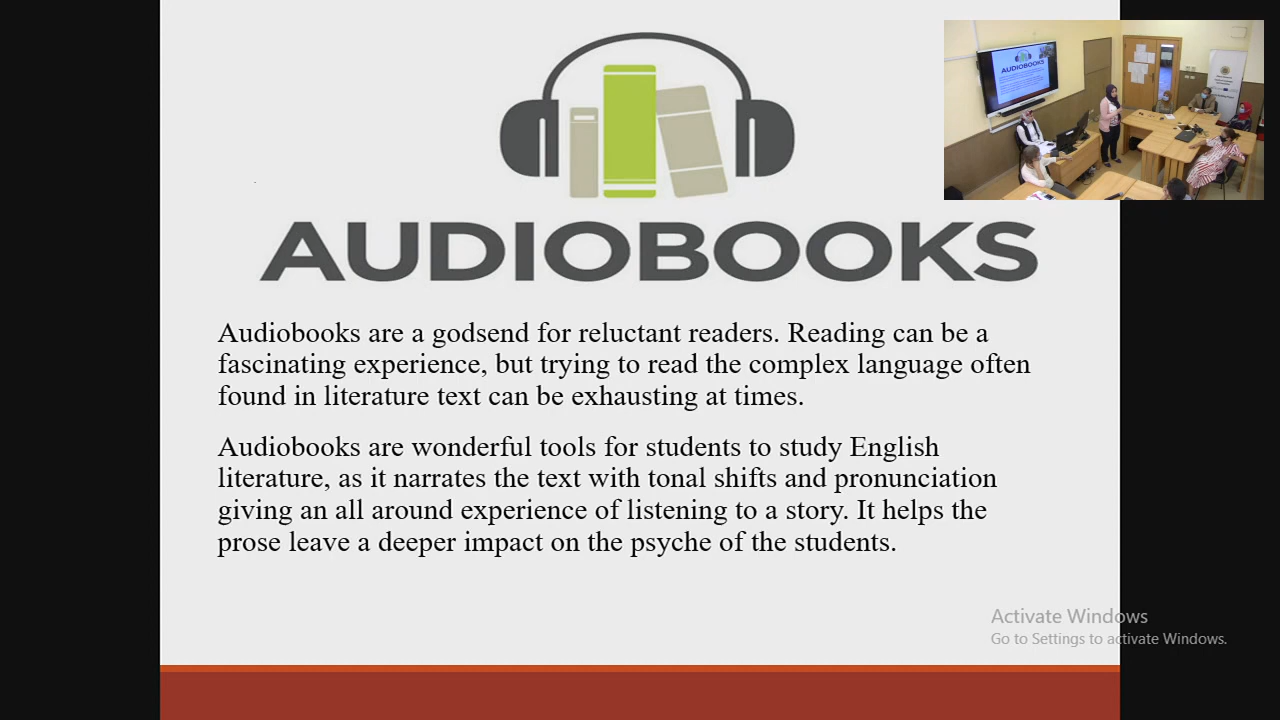 AUDIOBOOKS
Audiobooks are a godsend for reluctant readers. Reading can be a
fascinating experience, but trying to read the complex language often
found in literature text can be exhausting at times.
Audiobooks are wonderful tools for students to study English
literature, as it narrates the text with tonal shifts and pronunciation
giving an all around experience of listening to a story. It helps the
prose leave a deeper impact on the psyche of the students.
AUDIOBOOKS
Activate Windows
Go to Settings to activate Windows.